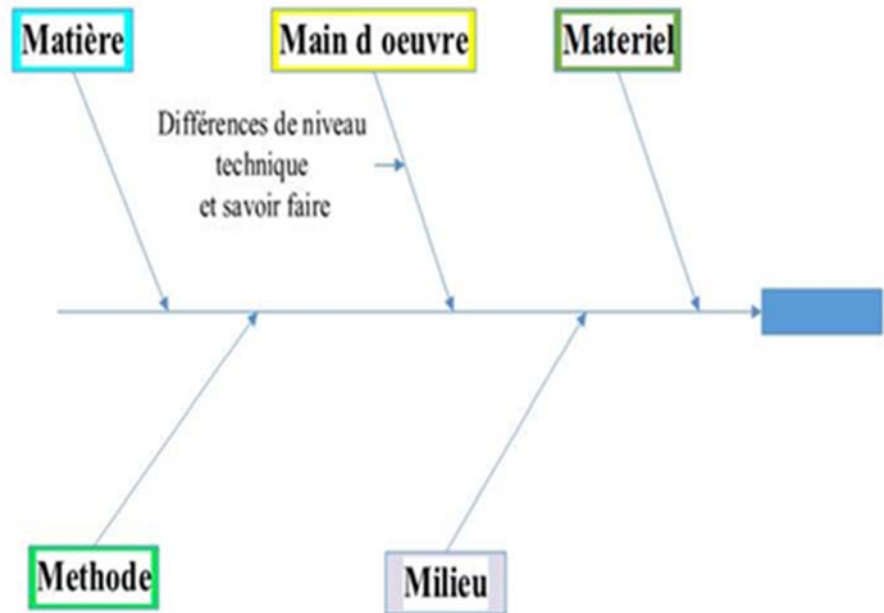 Matière
Main d oeuvre
Materiel
Différences de niveau
technique
et savoir faire
Methode
Milieu